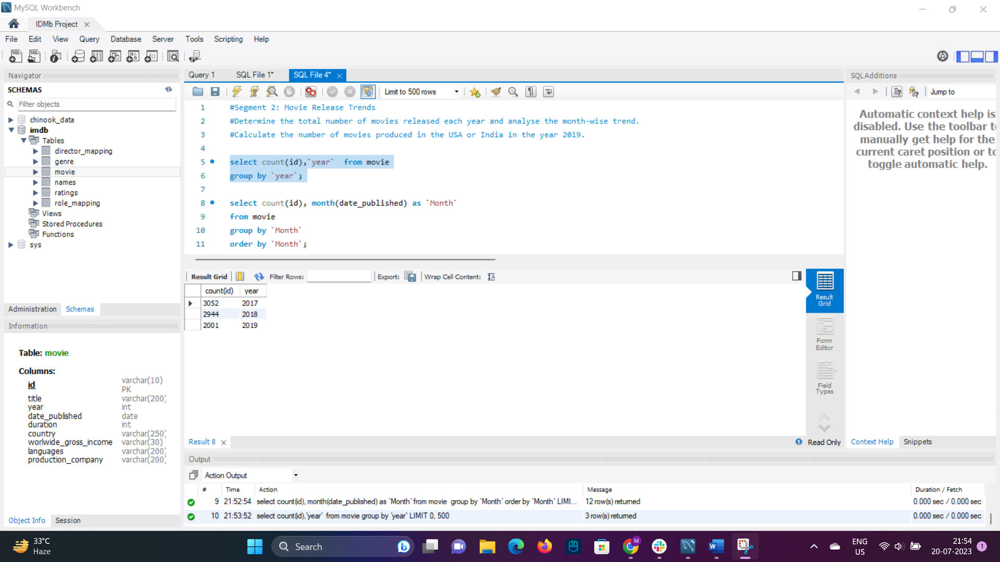 MySQL Workbench
IDMb Project
File Edit View Query Database Server Tools Scripting Help
Navigator
SCHEMAS
Filter objects
chinook_data
imdb
Tables
director_mapping
genre
movie
names
ratings
role_mapping
Views
Stored Procedures
Functions
sys
Administration Schemas
Information
Table: movie
Columns:
id varchar(10) PK
title varchar(200)
year int
date_published date
duration int
country varchar(250)
worlwide_gross_income varchar(30)
languages varchar(200)
production_company varchar(200)
Object Info Session
Query 1 SQL File 1* SQL File 4*
Limit to 500 rows
1 #Segment 2: Movie Release Trends
2 #Determine the total number of movies released each year and analyse the month-wise trend.
3 #Calculate the number of movies produced in the USA or India in the year 2019.
4
5 select count(id),`year`  from movie
6 group by `year`;
7
8 select count(id), month(date_published) as `Month`
9 from movie
10 group by `Month`
11 order by `Month`;
Result Grid Filter Rows: Export: Wrap Cell Content:
count(id) year
3052 2017
2944 2018
2001 2019
Result Grid
Form Editor
Field Types
Result 8 Read Only
SQLAdditions
Jump to
Automatic context help is
disabled. Use the toolbar to
manually get help for the
current caret position or to
toggle automatic help.
Context Help Snippets
Output
Action Output
# Time Action Message Duration / Fetch
9 21:52:54 select count(id), month(date_published) as `Month` from movie  group by `Month` order by `Month` LIMI... 12 row(s) returned 0.000 sec / 0.000 sec
10 21:53:52 select count(id),`year`  from movie group by `year` LIMIT 0, 500 3 row(s) returned 0.000 sec / 0.000 sec
33°C
Haze
Search
ENG
US
21:54
20-07-2023
1